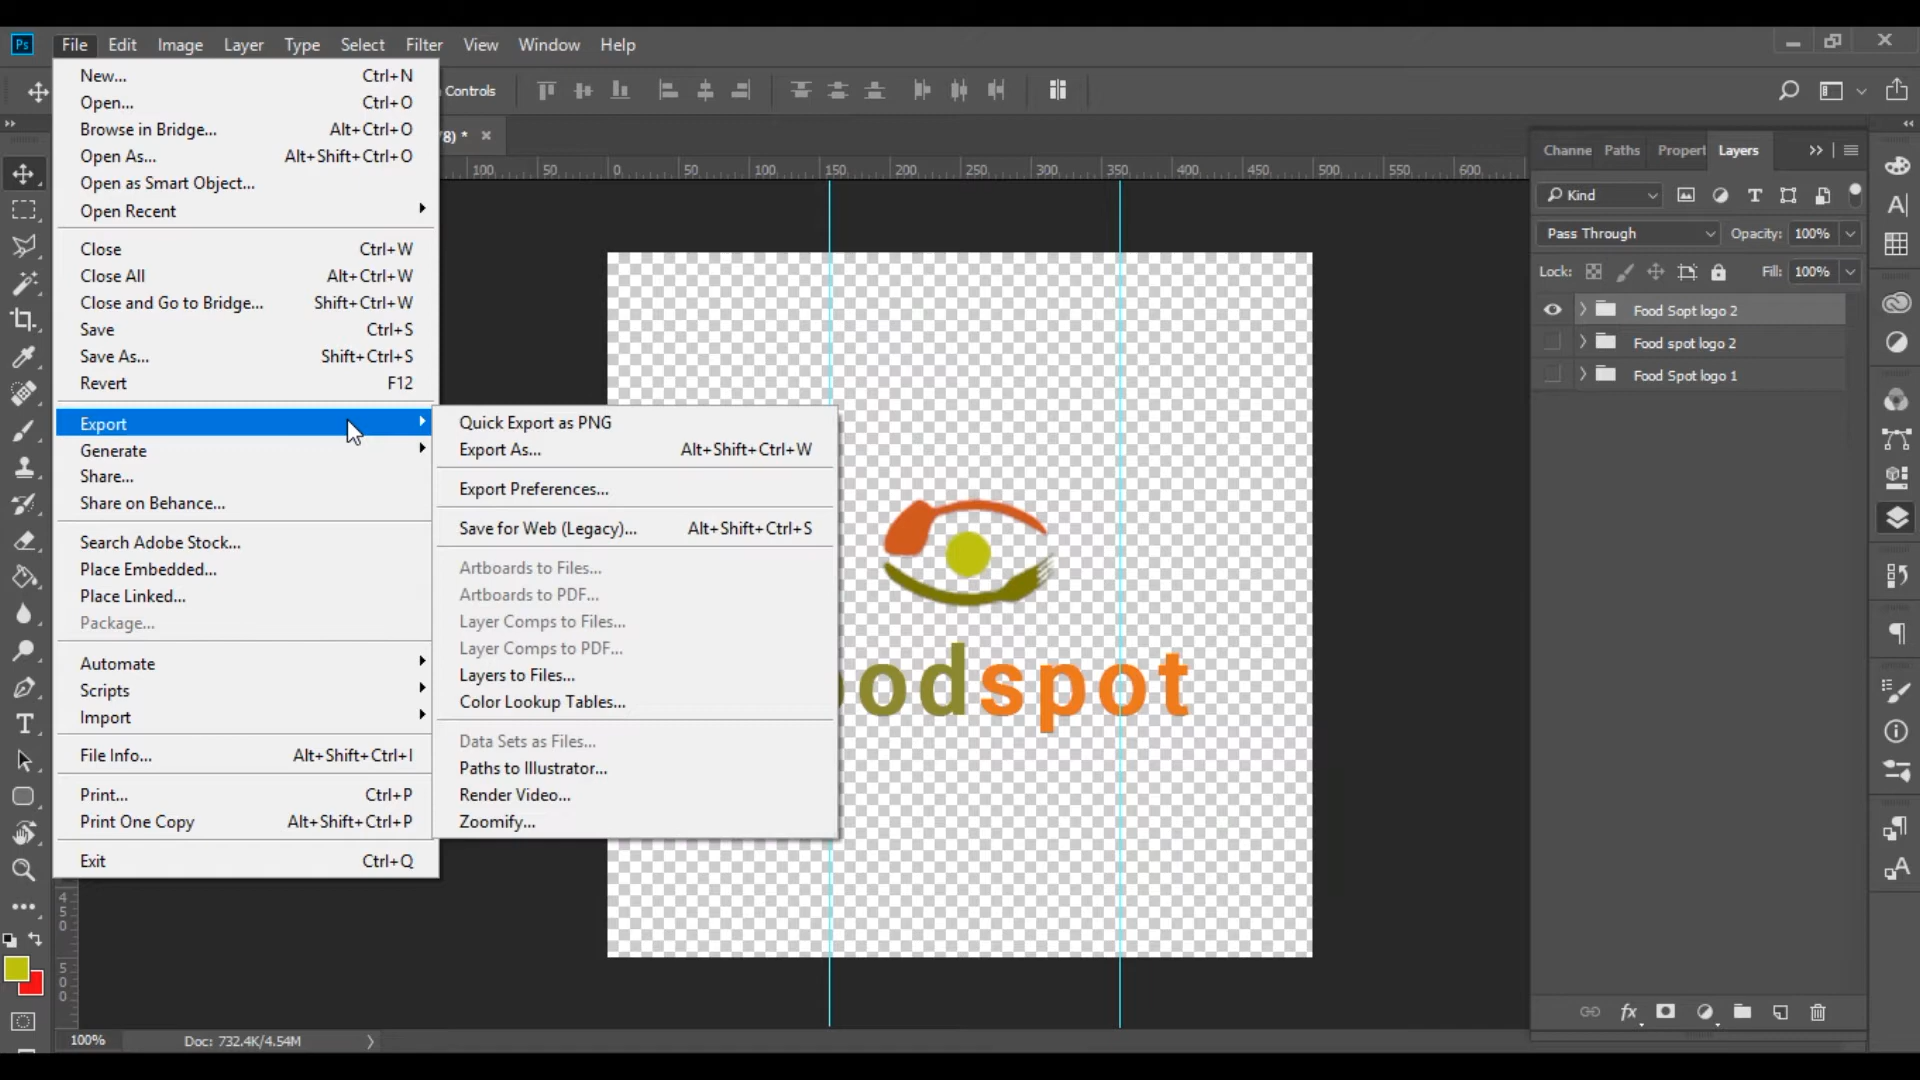 Ps File Edit Image Layer Type Select Filter View Window Help
New... Ctrl+N
Open... Ctrl+O
Browse in Bridge... Alt+Ctrl+O
Open As... Alt+Shift+Ctrl+O
Open as Smart Object...
Open Recent
Close Ctrl+W
Close All Alt+Ctrl+W
Close and Go to Bridge... Shift+Ctrl+W
Save Ctrl+S
Save As... Shift+Ctrl+S
Revert F12
Export
Generate
Share...
Share on Behance...
Search Adobe Stock...
Place Embedded...
Place Linked...
Package...
Automate
Scripts
Import
File Info... Alt+Shift+Ctrl+I
Print... Ctrl+P
Print One Copy Alt+Shift+Ctrl+P
Exit Ctrl+Q
Quick Export as PNG
Export As... Alt+Shift+Ctrl+W
Export Preferences...
Save for Web (Legacy)... Alt+Shift+Ctrl+S
Artboards to Files...
Artboards to PDF...
Layer Comps to Files...
Layer Comps to PDF...
Layers to Files...
Color Lookup Tables...
Data Sets as Files...
Paths to Illustrator...
Render Video...
Zoomify...
Controls
/8) *
100 50 0 50 100 150 200 250 300 350 400 450 500 550 600
odspot
Channe Paths Propert Layers
Kind
Pass Through Opacity: 100%
Lock: Fill: 100%
Food Sopt logo 2
Food spot logo 2
Food Spot logo 1
450
500
100% Doc: 732.4K/4.54M